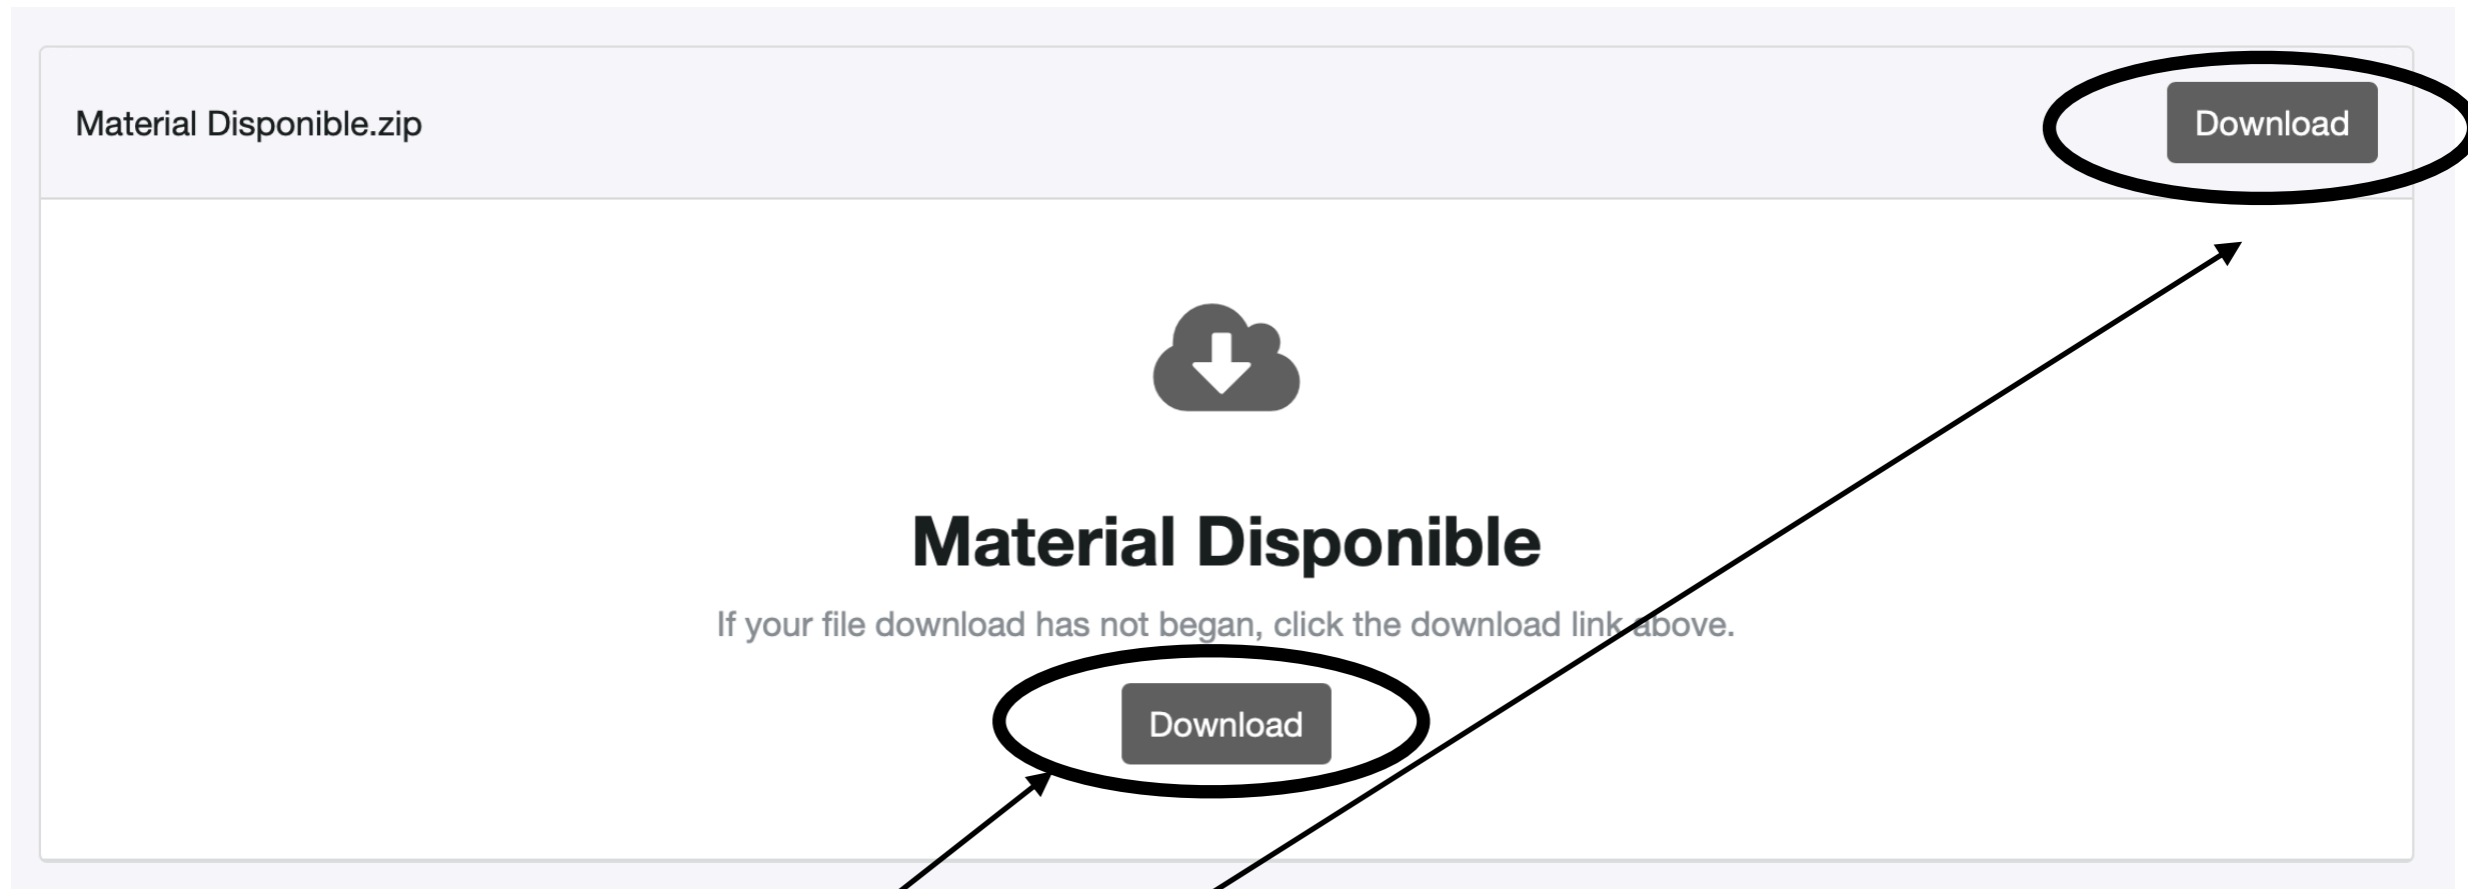 Material Disponible.zip
Download
Material Disponible
If your file download has not began, click the download link above.
Download